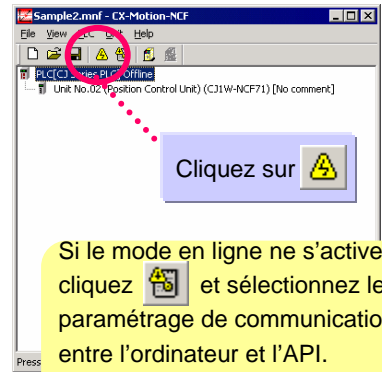 Sample2.mnf - CX-Motion-NCF
File View PLC Unit Help
PLC[CJ Series PLC] Offline
Unit No.02 (Position Control Unit) (CJ1W-NCF71) [No comment]
Cliquez sur
Si le mode en ligne ne s'active
cliquez et sélectionnez le
paramétrage de communicatio
entre l'ordinateur et l'API.
Press